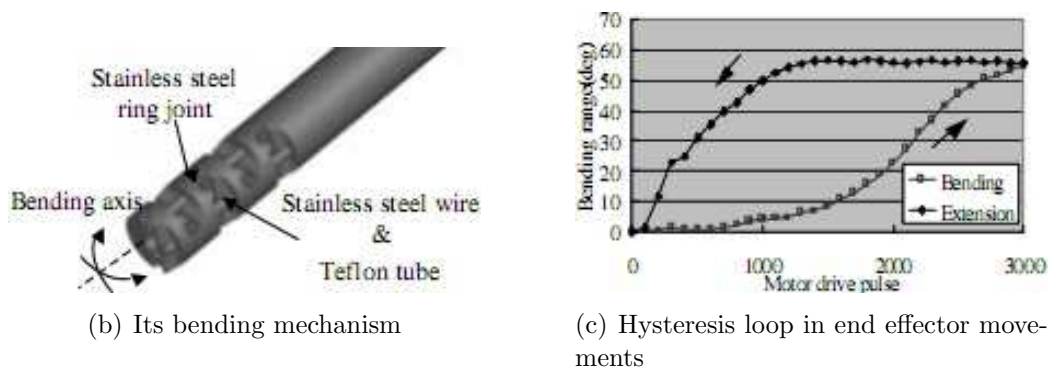 Stainless steel
ring joint
Bending axis
Stainless steel wire
&
Teflon tube
(b) Its bending mechanism
70
60
50
40
30
20
10
0
Bending range(deg)
Bending
Extension
0 1000 2000 3000
Motor drive pulse
(c) Hysteresis loop in end effector move-
ments